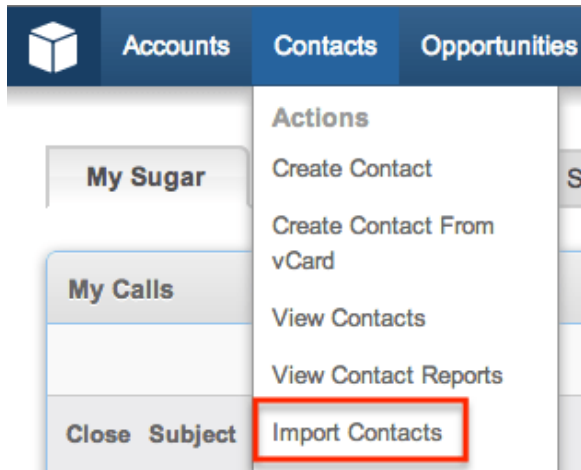 Accounts Contacts Opportunities
Actions
My Sugar
Create Contact
S
Create Contact From
vCard
My Calls
View Contacts
View Contact Reports
Close Subject
Import Contacts